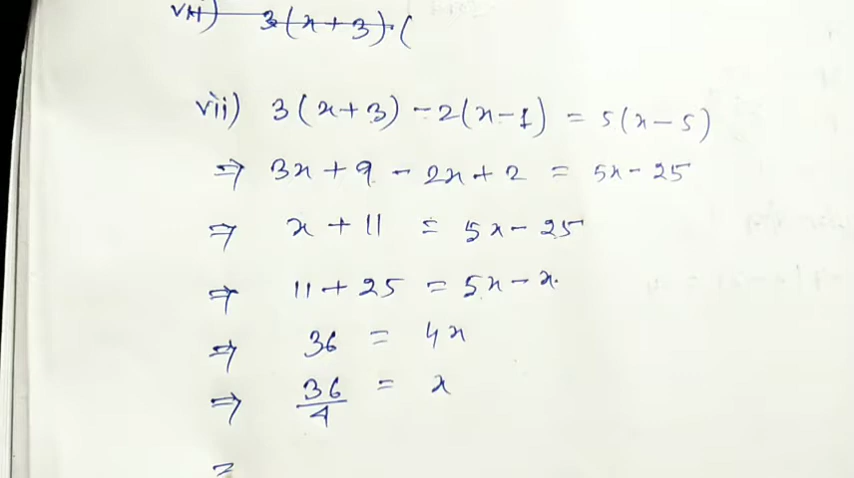 vii) 3(x+3).(
vii) 3(x+3) - 2(x-1) = 5(x-5)
⇒ 3x + 9 - 2x + 2 = 5x - 25
⇒ x + 11 = 5x - 25
⇒ 11 + 25 = 5x - x.
⇒ 36 = 4x
⇒ 36/4 = x
=